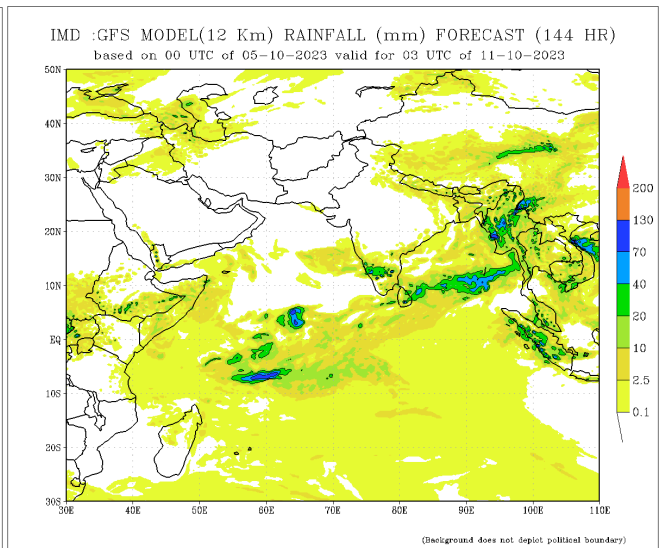 IMD :GFS MODEL(12 Km) RAINFALL (mm) FORECAST (144 HR)
based on 00 UTC of 05-10-2023 valid for 03 UTC of 11-10-2023
50N
40N
30N
20N
10N
EQ
10S
20S
30S
30E 40E 50E 60E 70E 80E 90E 100E 110E
200
130
70
40
20
10
2.5
0.1
(Background does not depict political boundary)